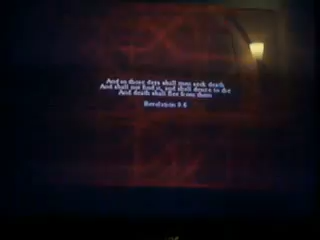 And in those days shall men seek death,
And shall not find it, and shall desire to die
And death shall flee from them
Revelation 9:6